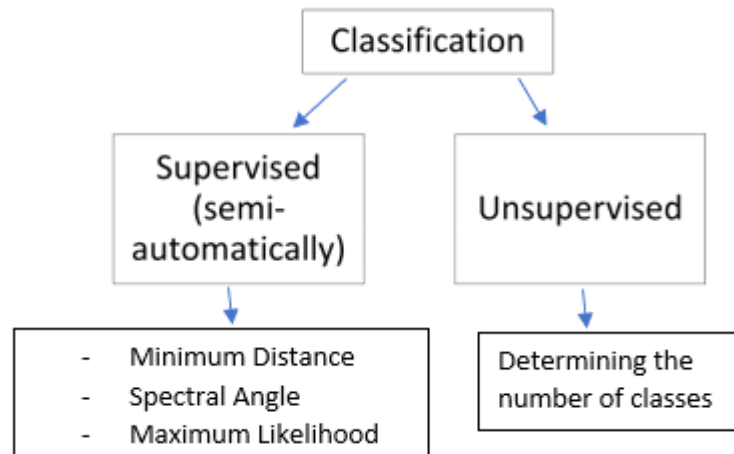 Classification
Supervised
(semi-
automatically)
Unsupervised
- Minimum Distance
- Spectral Angle
- Maximum Likelihood
Determining the
number of classes